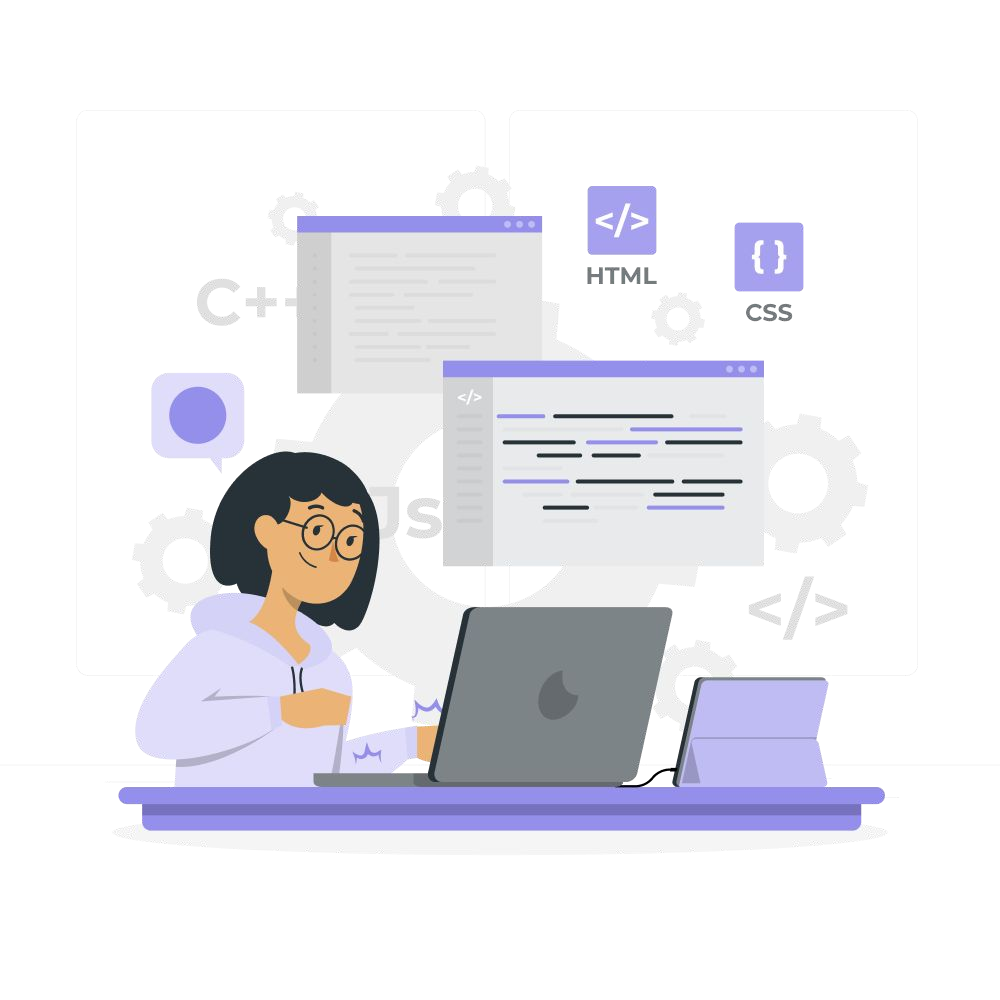 </>
HTML
{ }
CSS
C++
</>
Js
</>